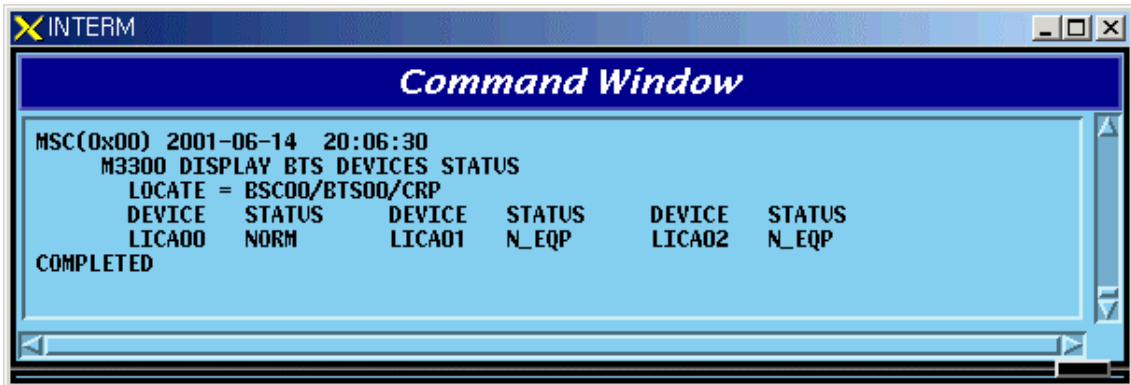 INTERM
Command Window
MSC(0x00) 2001-06-14 20:06:30
M3300 DISPLAY BTS DEVICES STATUS
LOCATE = BSC00/BTS00/CRP
DEVICE STATUS DEVICE STATUS DEVICE STATUS
LICA00 NORM LICA01 N_EQP LICA02 N_EQP
COMPLETED